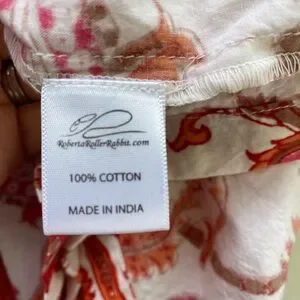 RobertaRollerRabbit.com
100% COTTON
MADE IN INDIA